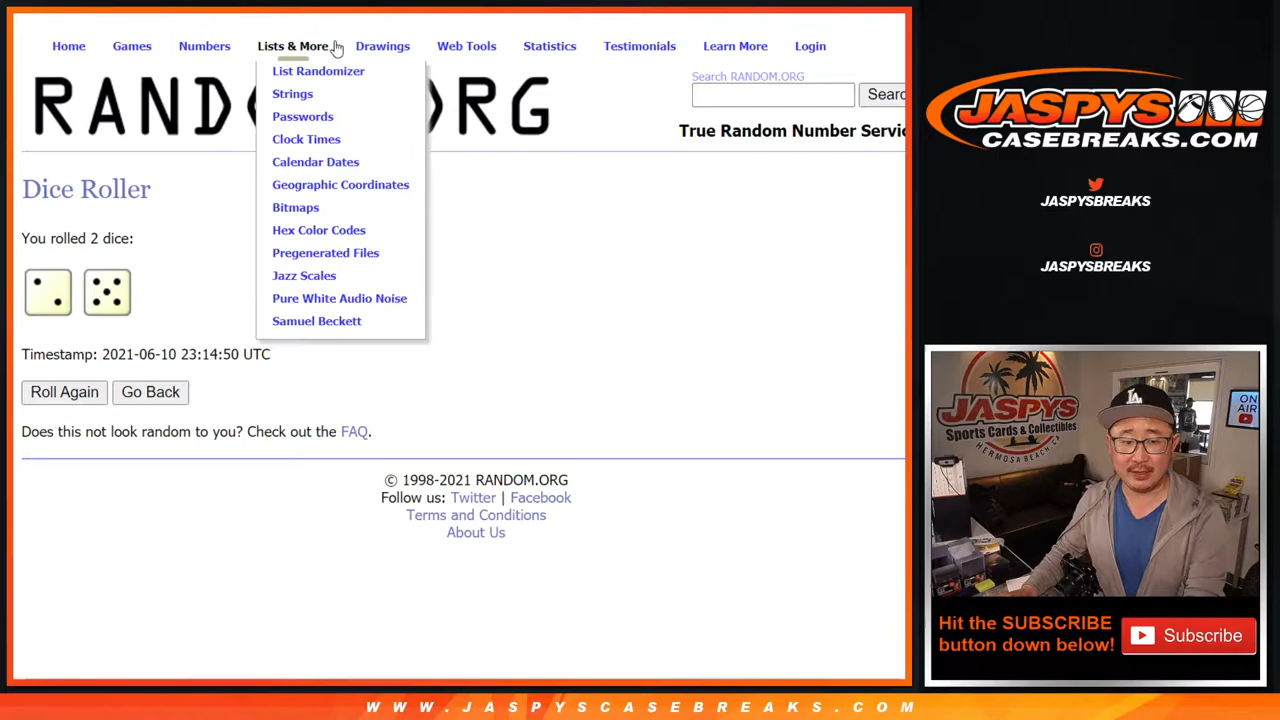 Home Games Numbers Lists & More Drawings Web Tools Statistics Testimonials Learn More Login
List Randomizer
Strings
Passwords
Clock Times
Calendar Dates
Geographic Coordinates
Bitmaps
Hex Color Codes
Pregenerated Files
Jazz Scales
Pure White Audio Noise
Samuel Beckett
RAND ORG
Search RANDOM.ORG
Searc
True Random Number Servic
Dice Roller
You rolled 2 dice:
Timestamp: 2021-06-10 23:14:50 UTC
Roll Again Go Back
Does this not look random to you? Check out the FAQ.
© 1998-2021 RANDOM.ORG
Follow us: Twitter | Facebook
Terms and Conditions
About Us
JASPYS
CASEBREAKS.COM
JASPYSBREAKS
JASPYSBREAKS
JASPYS
Sports Cards & Collectibles
HERMOSA BEACH CA
LA
ON
AIR
Hit the SUBSCRIBE
button down below!
Subscribe
WWW.JASPYSCASEBREAKS.COM